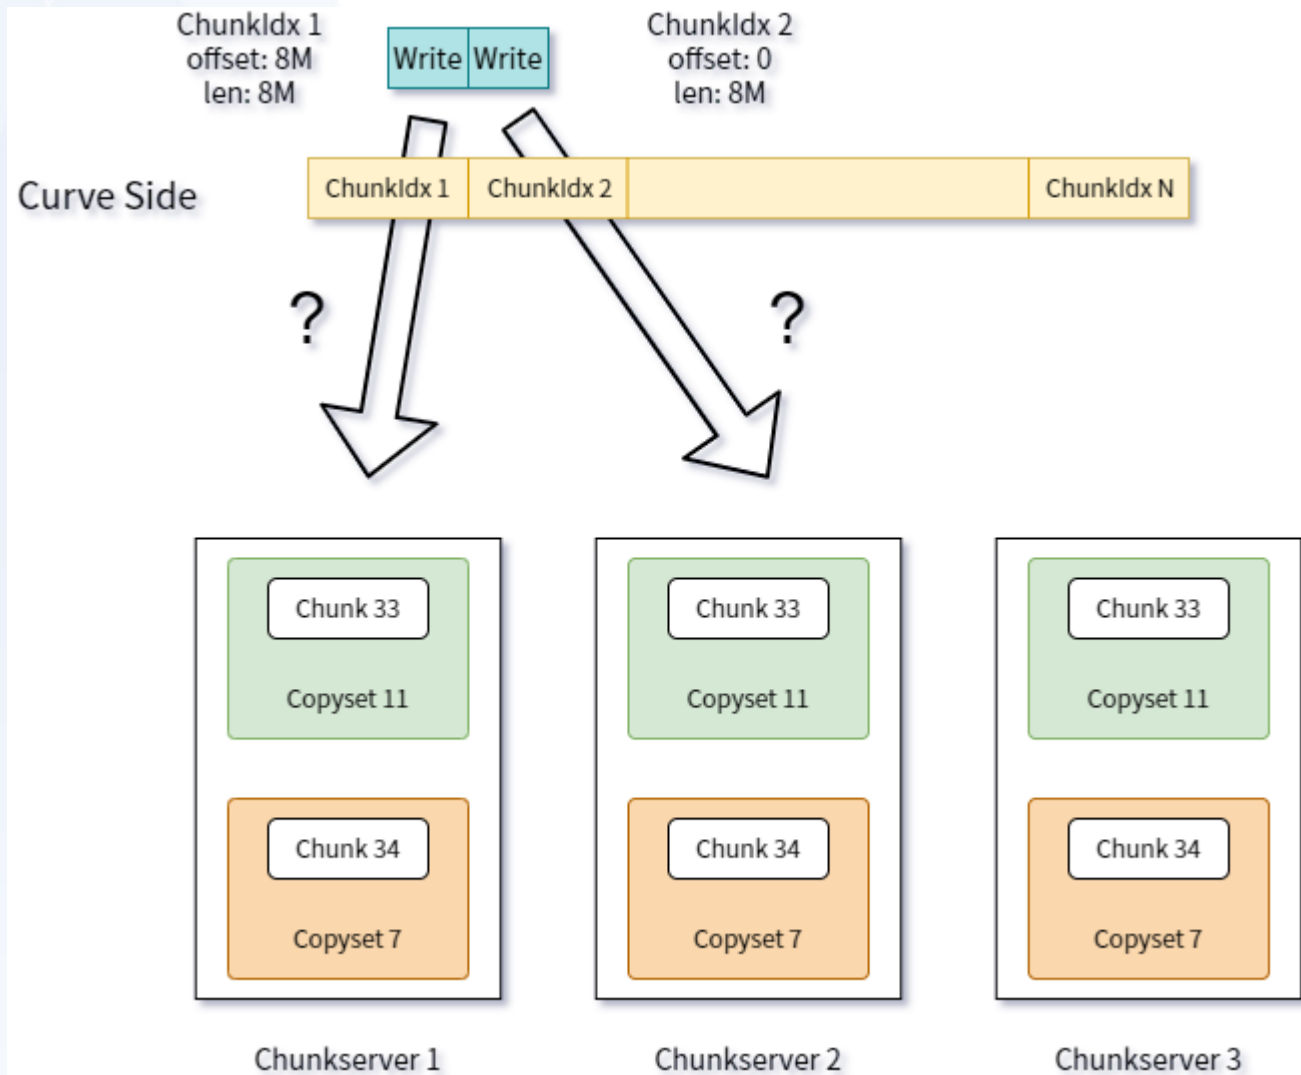 ChunkIdx 1
offset: 8M
len: 8M
Write Write
ChunkIdx 2
offset: 0
len: 8M
Curve Side
ChunkIdx 1
ChunkIdx 2
ChunkIdx N
?
?
Chunk 33
Copyset 11
Chunk 34
Copyset 7
Chunkserver 1
Chunk 33
Copyset 11
Chunk 34
Copyset 7
Chunkserver 2
Chunk 33
Copyset 11
Chunk 34
Copyset 7
Chunkserver 3